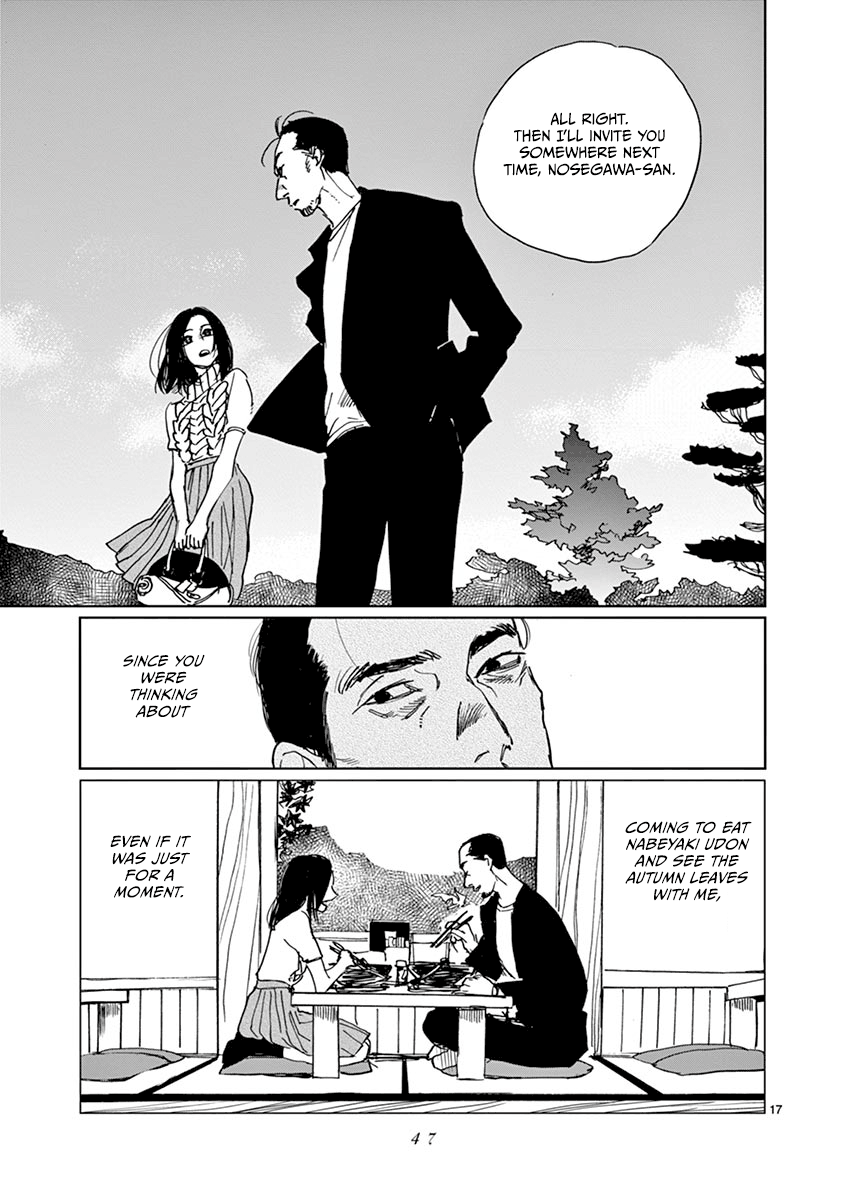 ALL RIGHT.
THEN I'LL INVITE YOU
SOMEWHERE NEXT
TIME, NOSEGAWA-SAN.
SINCE YOU
WERE
THINKING
ABOUT
COMING TO EAT
NABEYAKI UDON
AND SEE THE
AUTUMN LEAVES
WITH ME,
EVEN IF IT
WAS JUST
FOR A
MOMENT.
17
47